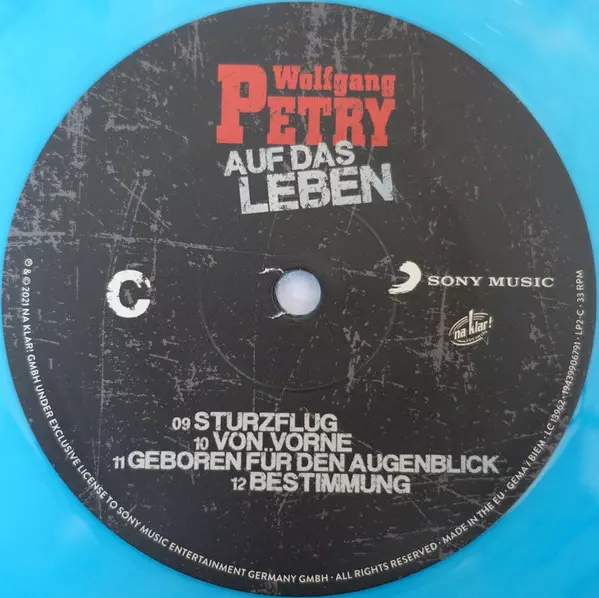 Wolfgang
PETRY
AUF DAS
LEBEN
C
SONY MUSIC
na klar!
09 STURZFLUG
10 VON VORNE
11 GEBOREN FÜR DEN AUGENBLICK
12 BESTIMMUNG
℗ & © 2021 NA KLAR! GMBH UNDER EXCLUSIVE LICENSE TO SONY MUSIC ENTERTAINMENT GERMANY GMBH · ALL RIGHTS RESERVED · MADE IN THE EU · GEMA/BIEM · LC 13962 · 19439906791 · LP2-C · 33 RPM